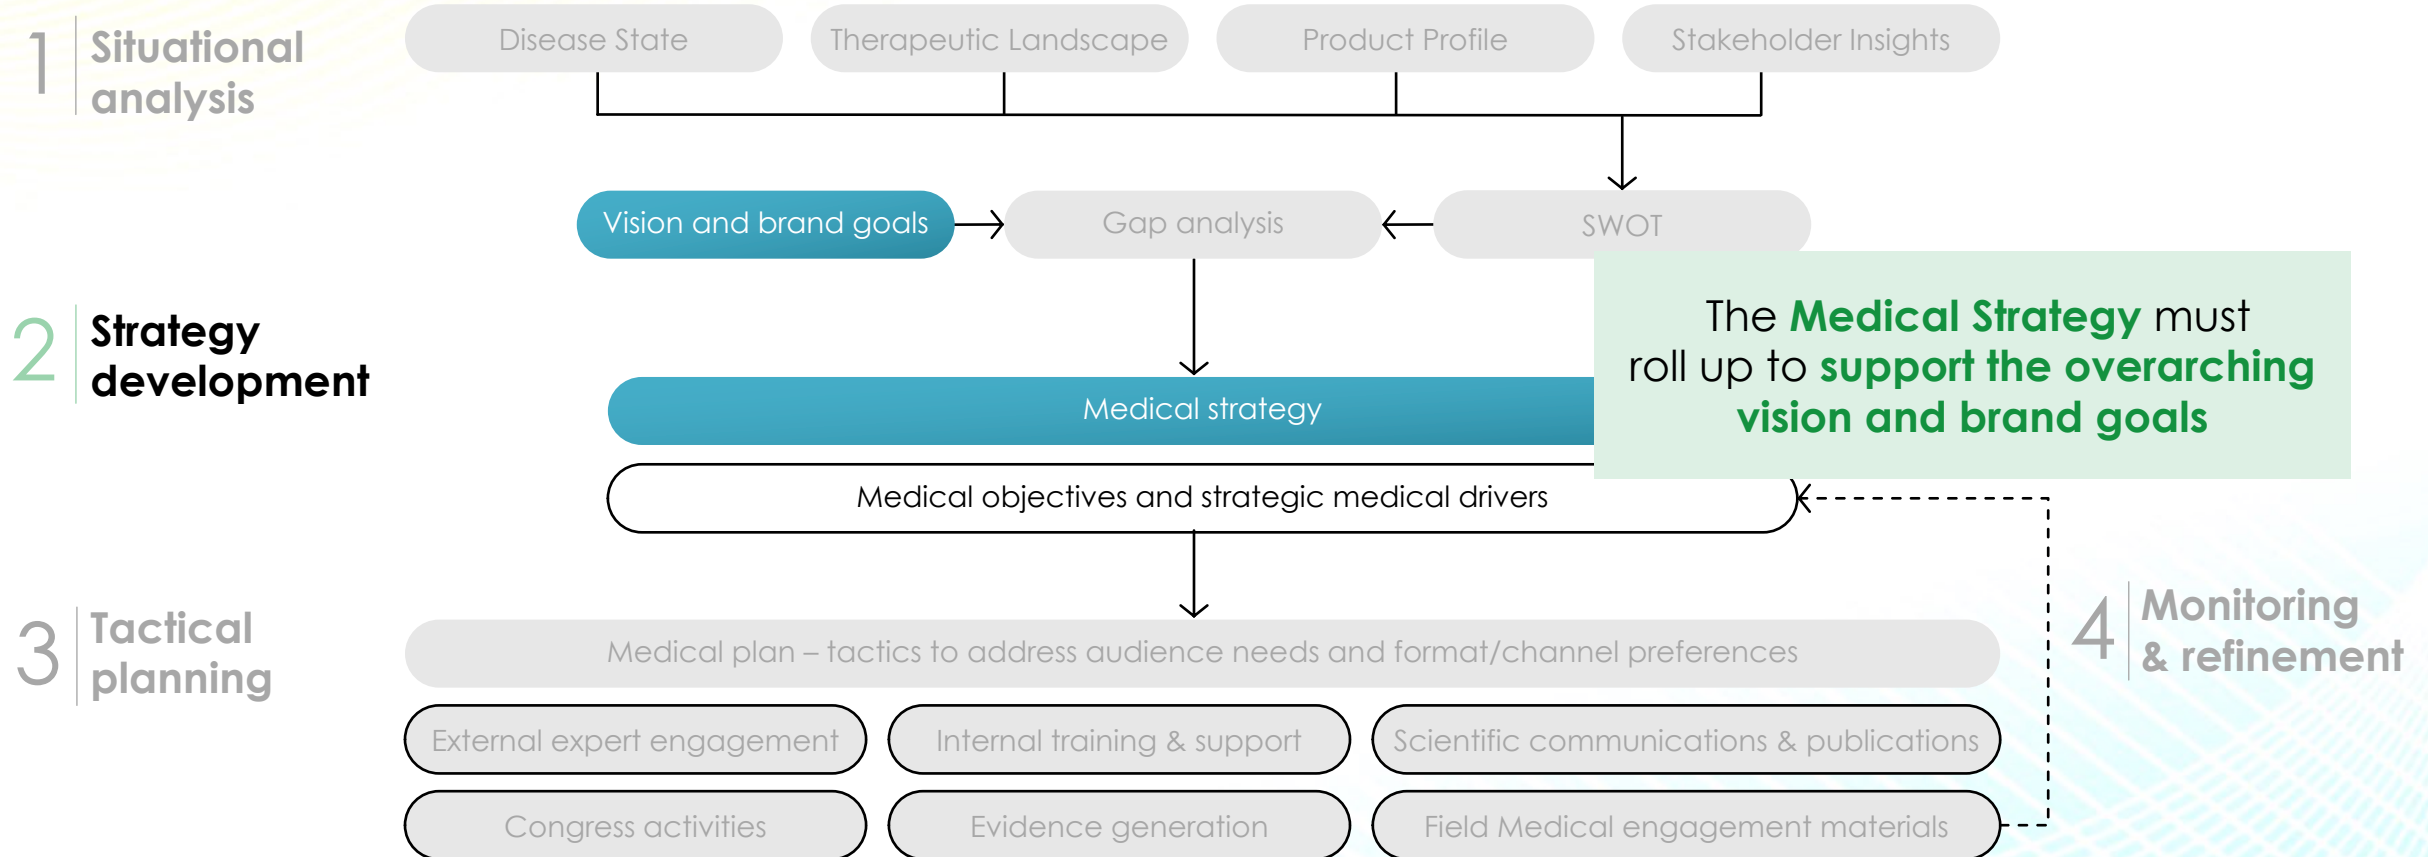 1
Situational
analysis
Disease State
Therapeutic Landscape
Product Profile
Stakeholder Insights
Vision and brand goals
Gap analysis
SWOT
2
Strategy
development
The Medical Strategy must
roll up to support the overarching
vision and brand goals
Medical strategy
Medical objectives and strategic medical drivers
3
Tactical
planning
Medical plan – tactics to address audience needs and format/channel preferences
4
Monitoring
& refinement
External expert engagement
Internal training & support
Scientific communications & publications
Congress activities
Evidence generation
Field Medical engagement materials